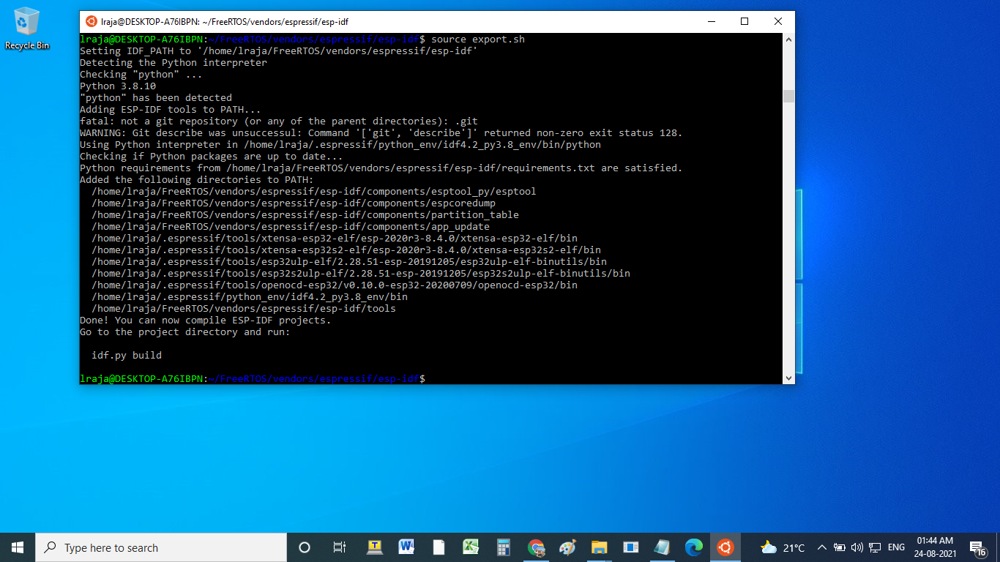 Recycle Bin
lraja@DESKTOP-A76IBPN: ~/FreeRTOS/vendors/espressif/esp-idf
lraja@DESKTOP-A76IBPN:~/FreeRTOS/vendors/espressif/esp-idf$ source export.sh
Setting IDF_PATH to '/home/lraja/FreeRTOS/vendors/espressif/esp-idf'
Detecting the Python interpreter
Checking "python" ...
Python 3.8.10
"python" has been detected
Adding ESP-IDF tools to PATH...
fatal: not a git repository (or any of the parent directories): .git
WARNING: Git describe was unsuccessul: Command '['git', 'describe']' returned non-zero exit status 128.
Using Python interpreter in /home/lraja/.espressif/python_env/idf4.2_py3.8_env/bin/python
Checking if Python packages are up to date...
Python requirements from /home/lraja/FreeRTOS/vendors/espressif/esp-idf/requirements.txt are satisfied.
Added the following directories to PATH:
  /home/lraja/FreeRTOS/vendors/espressif/esp-idf/components/esptool_py/esptool
  /home/lraja/FreeRTOS/vendors/espressif/esp-idf/components/espcoredump
  /home/lraja/FreeRTOS/vendors/espressif/esp-idf/components/partition_table
  /home/lraja/FreeRTOS/vendors/espressif/esp-idf/components/app_update
  /home/lraja/.espressif/tools/xtensa-esp32-elf/esp-2020r3-8.4.0/xtensa-esp32-elf/bin
  /home/lraja/.espressif/tools/xtensa-esp32s2-elf/esp-2020r3-8.4.0/xtensa-esp32s2-elf/bin
  /home/lraja/.espressif/tools/esp32ulp-elf/2.28.51-esp-20191205/esp32ulp-elf-binutils/bin
  /home/lraja/.espressif/tools/esp32s2ulp-elf/2.28.51-esp-20191205/esp32s2ulp-elf-binutils/bin
  /home/lraja/.espressif/tools/openocd-esp32/v0.10.0-esp32-20200709/openocd-esp32/bin
  /home/lraja/.espressif/python_env/idf4.2_py3.8_env/bin
  /home/lraja/FreeRTOS/vendors/espressif/esp-idf/tools
Done! You can now compile ESP-IDF projects.
Go to the project directory and run:
  idf.py build
lraja@DESKTOP-A76IBPN:~/FreeRTOS/vendors/espressif/esp-idf$
Type here to search
21°C
ENG
01:44 AM
24-08-2021
16